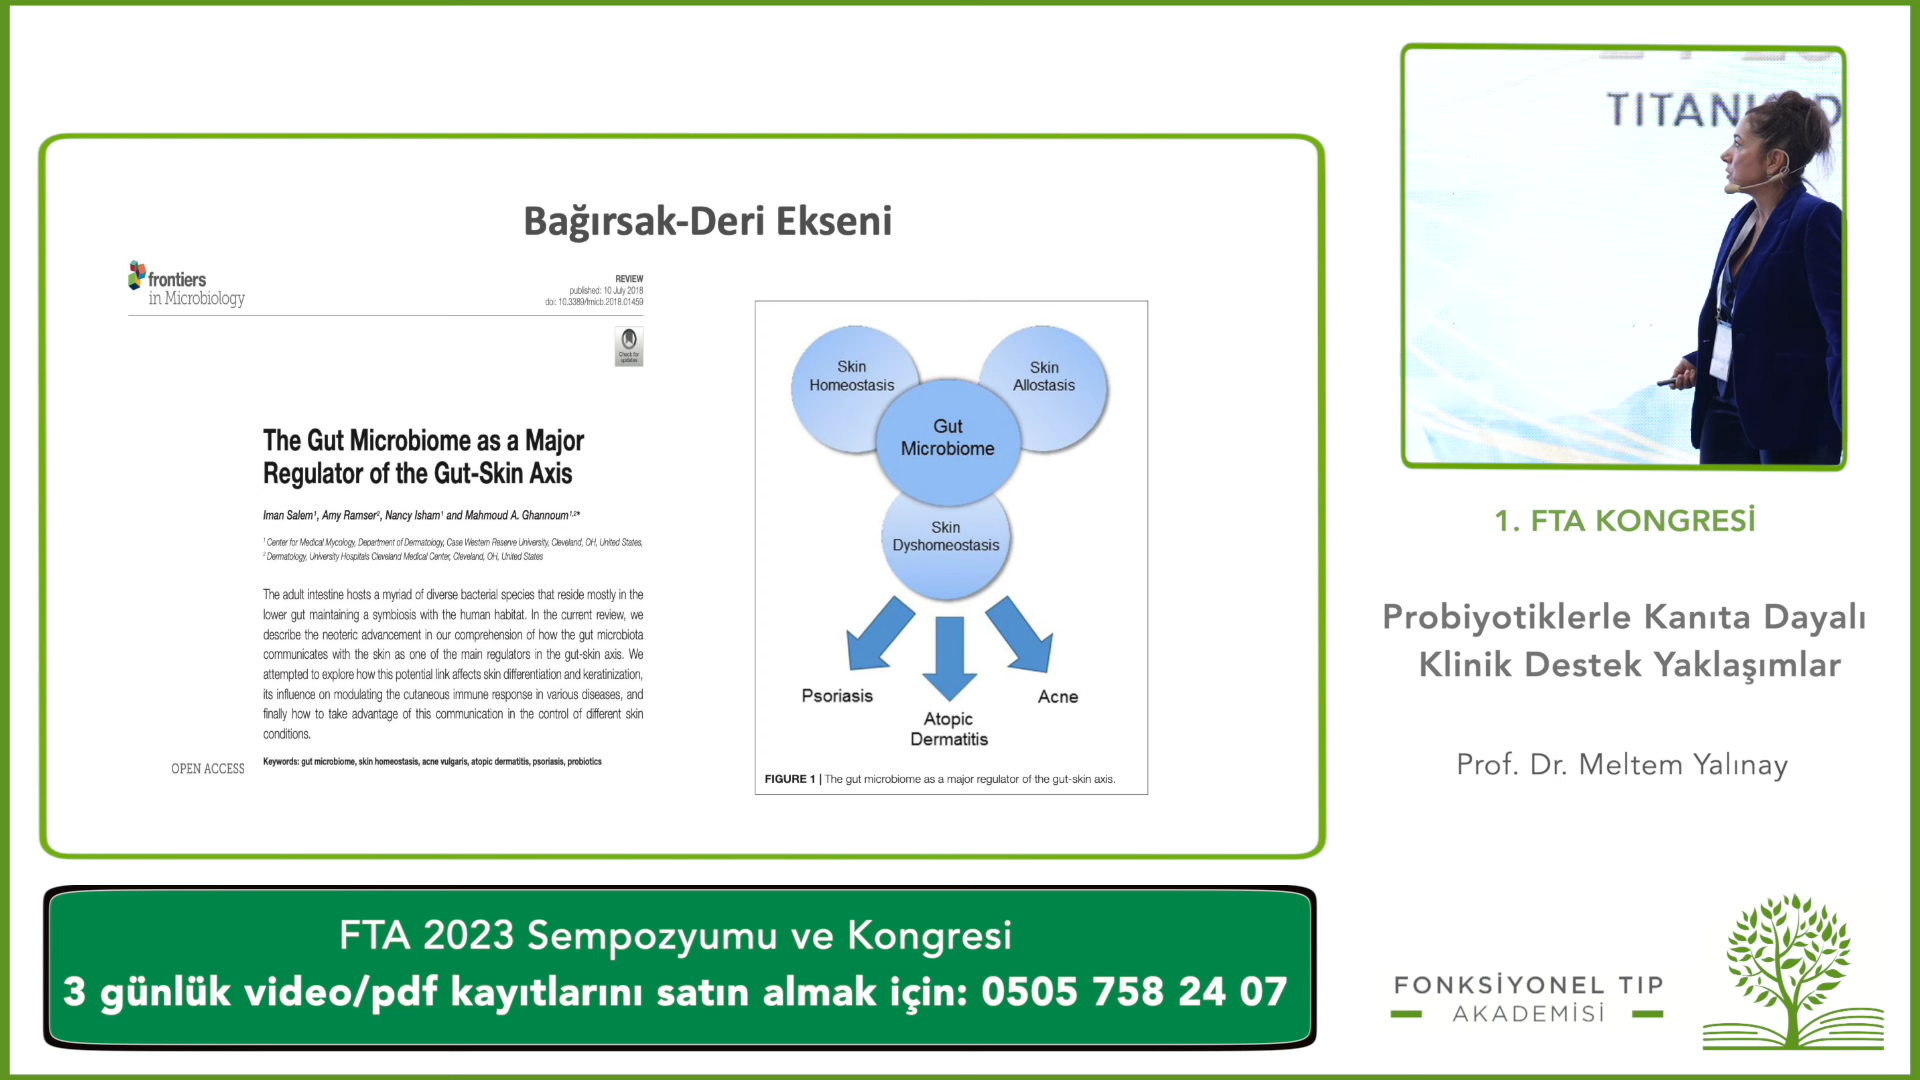 Bağırsak-Deri Ekseni
frontiers
in Microbiology
REVIEW
published: 10 July 2018
doi: 10.3389/fmicb.2018.01459
Check for
updates
The Gut Microbiome as a Major
Regulator of the Gut-Skin Axis
Iman Salem¹, Amy Ramser², Nancy Isham¹ and Mahmoud A. Ghannoum¹,²*
¹ Center for Medical Mycology, Department of Dermatology, Case Western Reserve University, Cleveland, OH, United States,
² Dermatology, University Hospitals Cleveland Medical Center, Cleveland, OH, United States
The adult intestine hosts a myriad of diverse bacterial species that reside mostly in the
lower gut maintaining a symbiosis with the human habitat. In the current review, we
describe the neoteric advancement in our comprehension of how the gut microbiota
communicates with the skin as one of the main regulators in the gut-skin axis. We
attempted to explore how this potential link affects skin differentiation and keratinization,
its influence on modulating the cutaneous immune response in various diseases, and
finally how to take advantage of this communication in the control of different skin
conditions.
OPEN ACCESS
Keywords: gut microbiome, skin homeostasis, acne vulgaris, atopic dermatitis, psoriasis, probiotics
Skin
Homeostasis
Skin
Allostasis
Gut
Microbiome
Skin
Dyshomeostasis
Psoriasis
Atopic
Dermatitis
Acne
FIGURE 1 | The gut microbiome as a major regulator of the gut-skin axis.
1. FTA KONGRESİ
Probiyotiklerle Kanıta Dayalı
Klinik Destek Yaklaşımlar
Prof. Dr. Meltem Yalınay
FTA 2023 Sempozyumu ve Kongresi
3 günlük video/pdf kayıtlarını satın almak için: 0505 758 24 07
FONKSİYONEL TIP
AKADEMİSİ